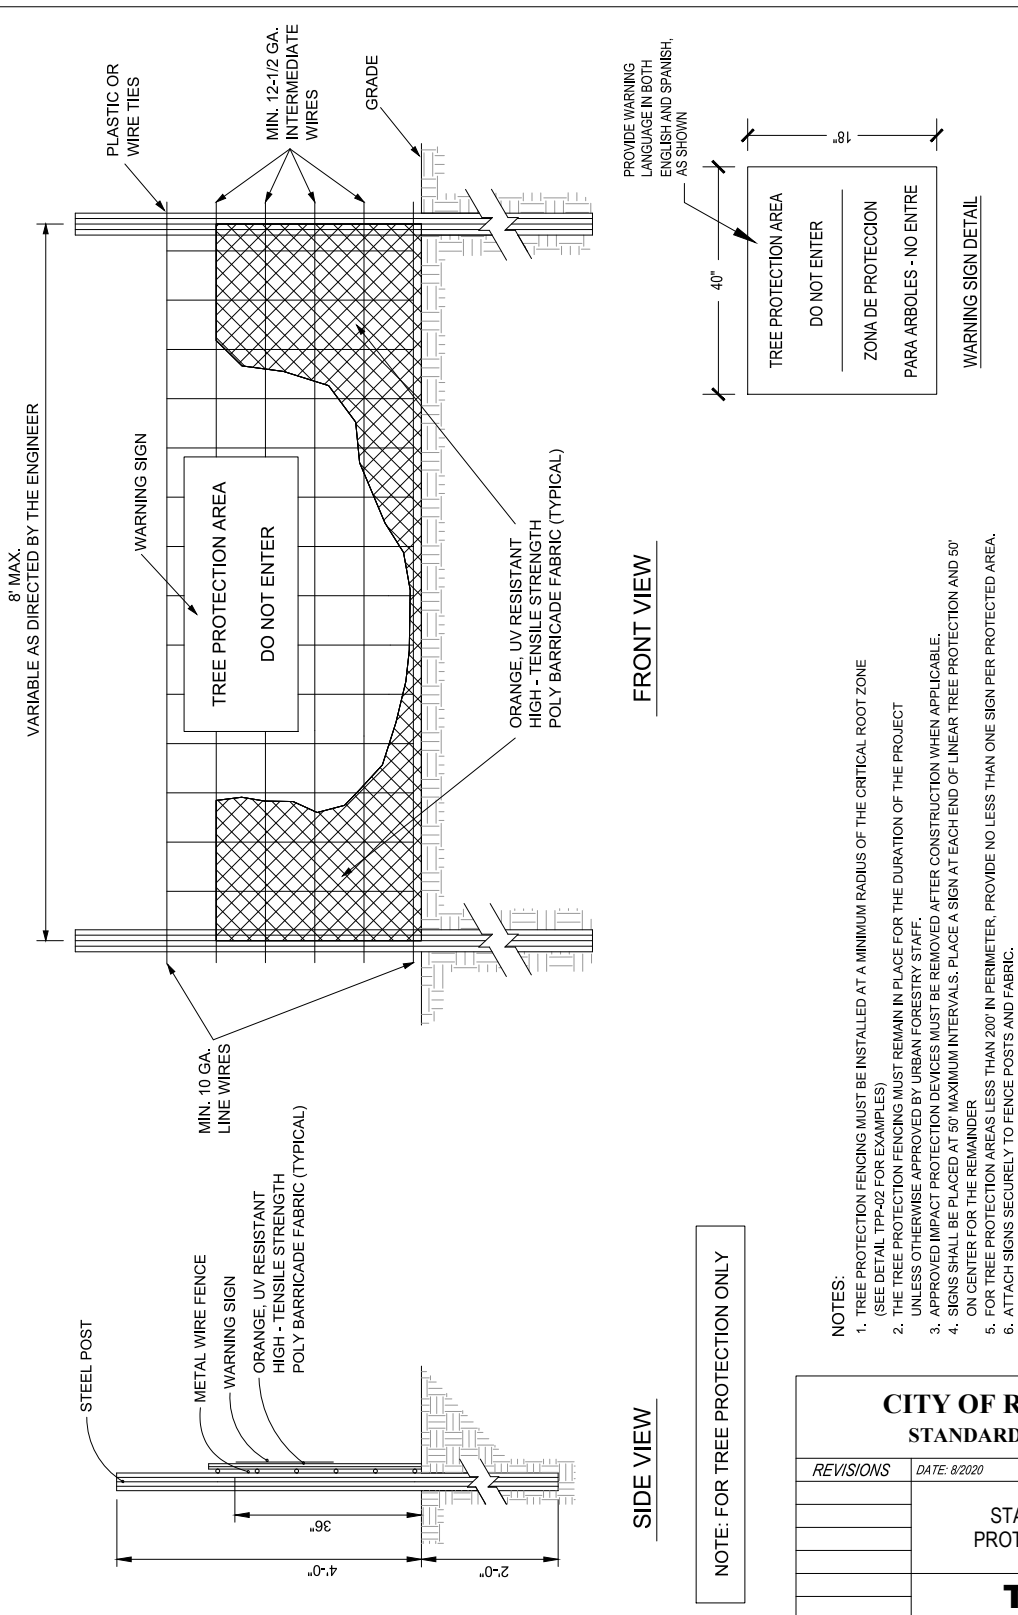 8' MAX.
VARIABLE AS DIRECTED BY THE ENGINEER
PLASTIC OR
WIRE TIES
MIN. 12-1/2 GA.
INTERMEDIATE
WIRES
GRADE
WARNING SIGN
TREE PROTECTION AREA
DO NOT ENTER
MIN. 10 GA.
LINE WIRES
ORANGE, UV RESISTANT
HIGH - TENSILE STRENGTH
POLY BARRICADE FABRIC (TYPICAL)
FRONT VIEW
STEEL POST
METAL WIRE FENCE
WARNING SIGN
ORANGE, UV RESISTANT
HIGH - TENSILE STRENGTH
POLY BARRICADE FABRIC (TYPICAL)
36"
4'-0"
2'-0"
SIDE VIEW
NOTE: FOR TREE PROTECTION ONLY
PROVIDE WARNING
LANGUAGE IN BOTH
ENGLISH AND SPANISH,
AS SHOWN
40"
18"
TREE PROTECTION AREA
DO NOT ENTER
ZONA DE PROTECCION
PARA ARBOLES - NO ENTRE
WARNING SIGN DETAIL
NOTES:
1. TREE PROTECTION FENCING MUST BE INSTALLED AT A MINIMUM RADIUS OF THE CRITICAL ROOT ZONE
(SEE DETAIL TPP-02 FOR EXAMPLES)
2. THE TREE PROTECTION FENCING MUST REMAIN IN PLACE FOR THE DURATION OF THE PROJECT
UNLESS OTHERWISE APPROVED BY URBAN FORESTRY STAFF.
3. APPROVED IMPACT PROTECTION DEVICES MUST BE REMOVED AFTER CONSTRUCTION WHEN APPLICABLE.
4. SIGNS SHALL BE PLACED AT 50' MAXIMUM INTERVALS. PLACE A SIGN AT EACH END OF LINEAR TREE PROTECTION AND 50'
ON CENTER FOR THE REMAINDER
5. FOR TREE PROTECTION AREAS LESS THAN 200' IN PERIMETER, PROVIDE NO LESS THAN ONE SIGN PER PROTECTED AREA.
6. ATTACH SIGNS SECURELY TO FENCE POSTS AND FABRIC.
CITY OF R
STANDARD
REVISIONS
DATE: 8/2020
STA
PROT